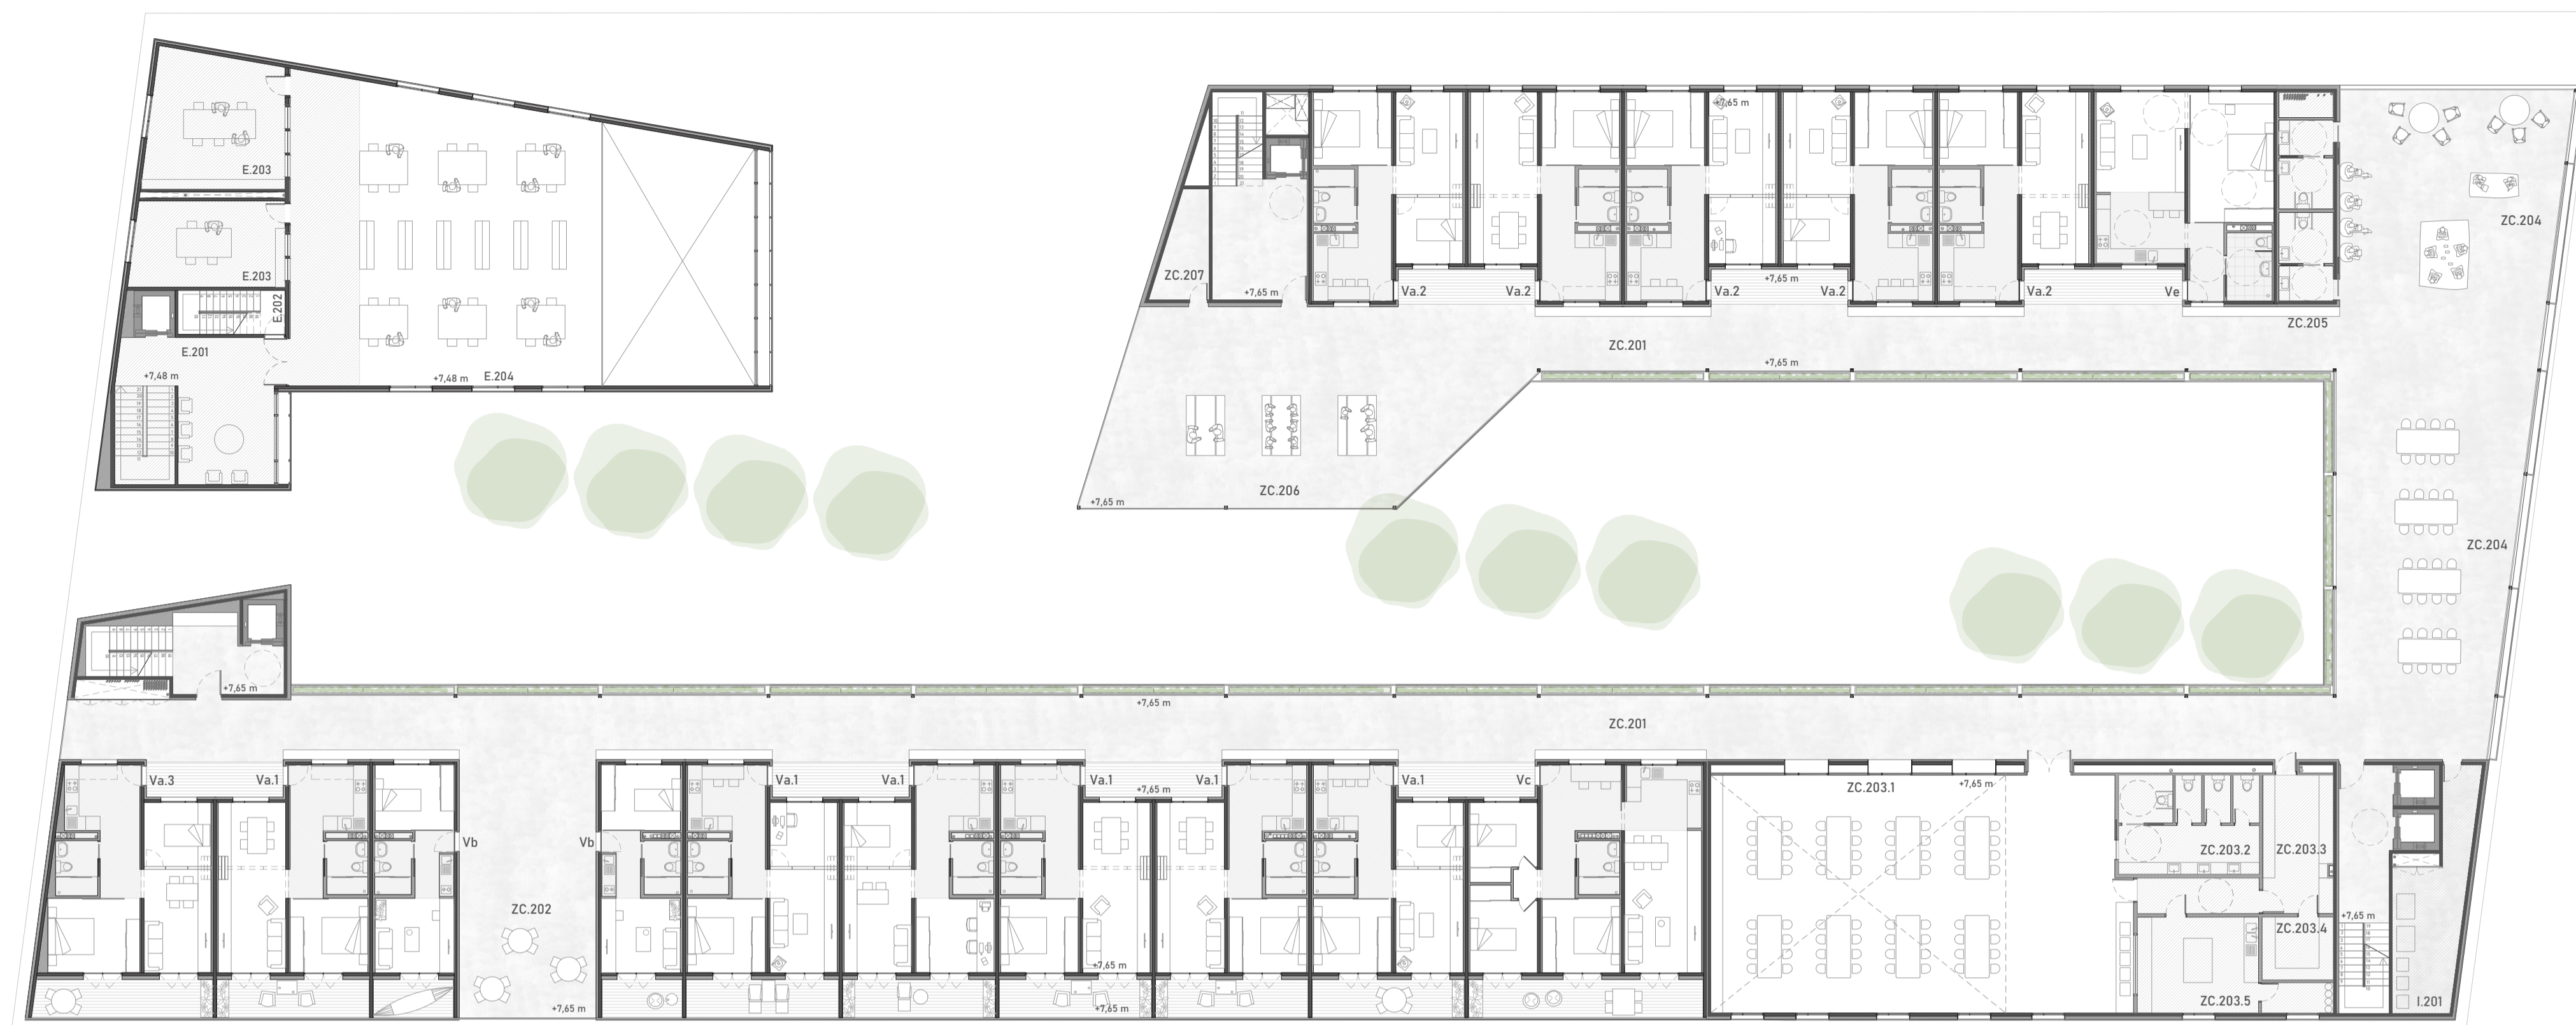 E.203
E.203
E.202
E.201
+7,48 m
+7,48 m
E.204
+7,65 m
ZC.204
ZC.207
+7,65 m
Va.2
Va.2
+7,65 m
Va.2
Va.2
Va.2
Ve
ZC.205
ZC.201
+7,65 m
ZC.206
+7,65 m
ZC.204
+7,65 m
+7,65 m
ZC.201
Va.3
Va.1
Vb
Vb
Va.1
Va.1
Va.1
+7,65 m
Va.1
Va.1
Vc
ZC.203.1
+7,65 m
ZC.203.2
ZC.203.3
ZC.202
+7,65 m
ZC.203.4
+7,65 m
+7,65 m
+7,65 m
ZC.203.5
I.201